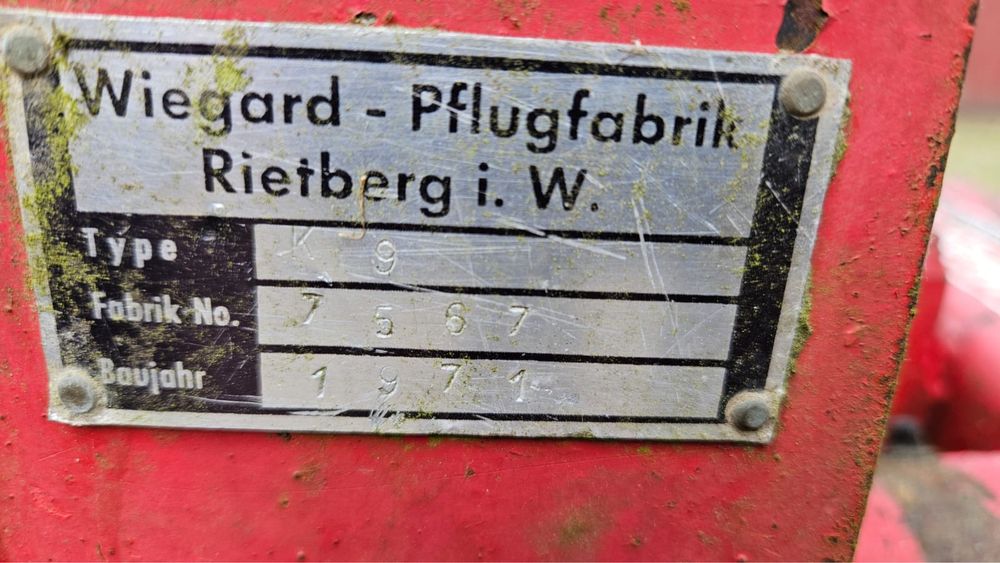 Wiegard - Pflugfabrik
Rietberg i. W.
Type K 9
Fabrik-No. 7567
Baujahr 1971